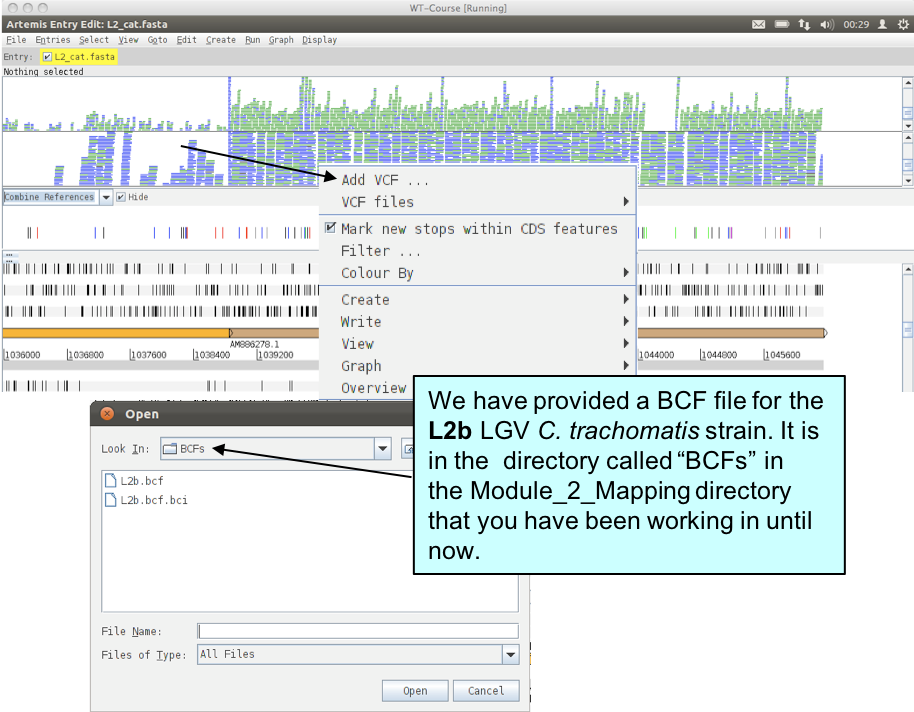 WT-Course [Running]
Artemis Entry Edit: L2_cat.fasta
00:29
File Entries Select View Goto Edit Create Run Graph Display
Entry: L2_cat.fasta
Nothing selected
Add VCF ...
VCF files
Combine References Hide
Mark new stops within CDS features
Filter ...
Colour By
Create
Write
View
Graph
Overview
AM886278.1
1036000 1036800 1037600 1038400 1039200 1044000 1044800 1045600
We have provided a BCF file for the
L2b LGV C. trachomatis strain. It is
in the directory called “BCFs” in
the Module_2_Mapping directory
that you have been working in until
now.
Open
Look In: BCFs
L2b.bcf
L2b.bcf.bci
File Name:
Files of Type: All Files
Open Cancel